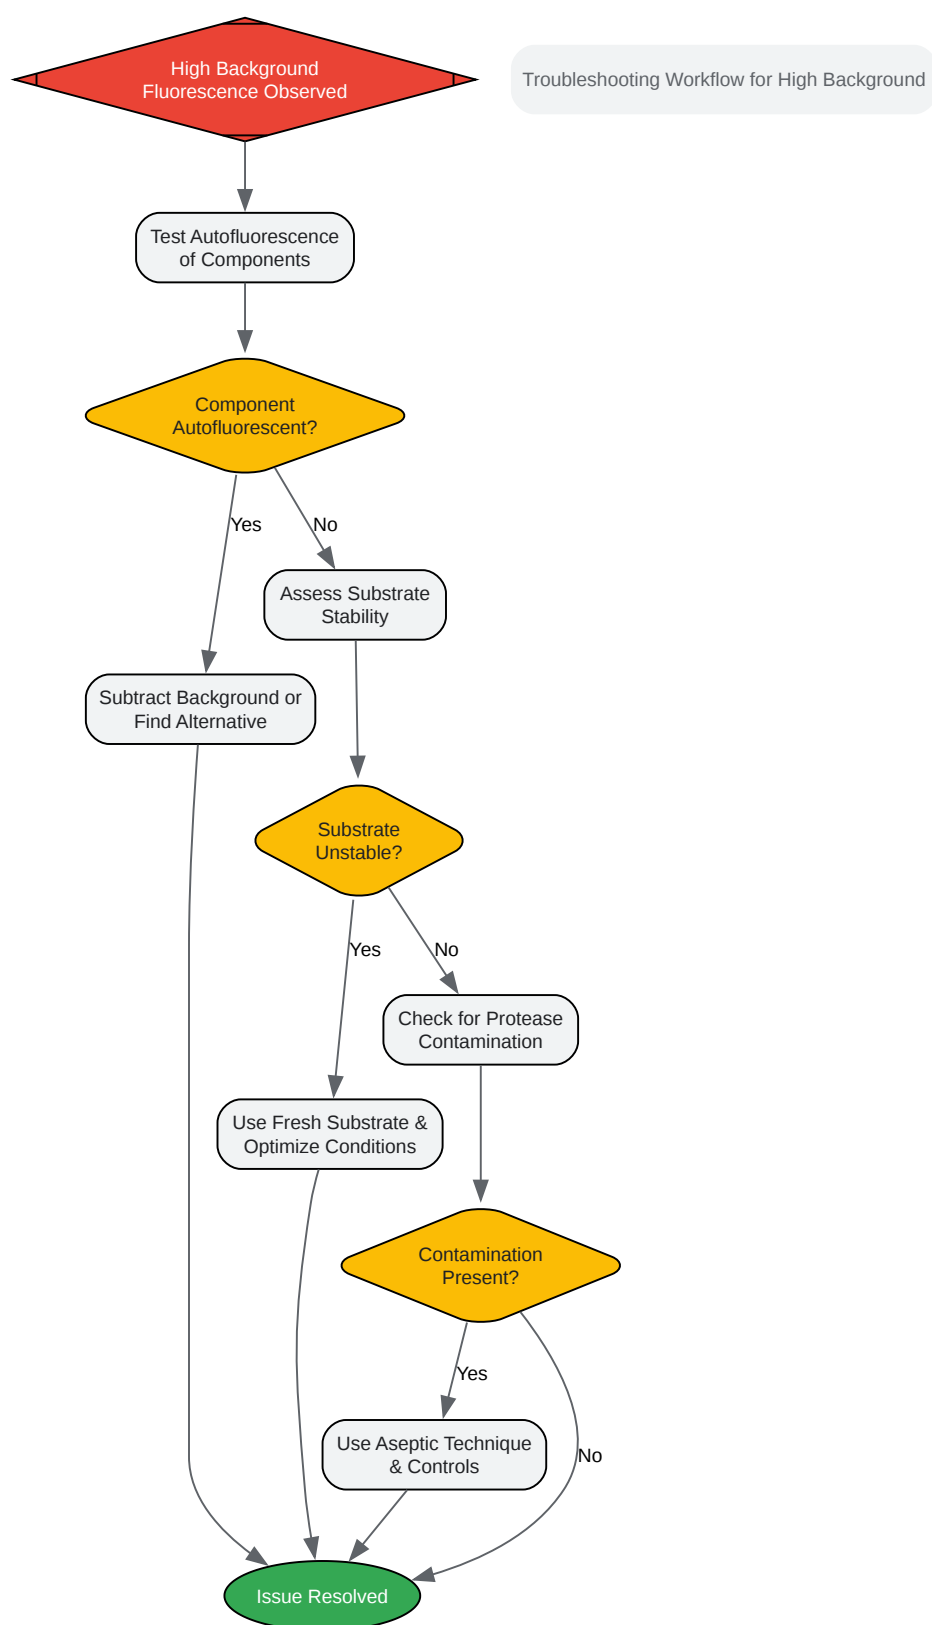 High Background
Fluorescence Observed
Troubleshooting Workflow for High Background
Test Autofluorescence
of Components
Component
Autofluorescent?
Yes
No
Assess Substrate
Stability
Subtract Background or
Find Alternative
Substrate
Unstable?
Yes
No
Check for Protease
Contamination
Use Fresh Substrate &
Optimize Conditions
Contamination
Present?
Yes
Use Aseptic Technique
& Controls
No
Issue Resolved